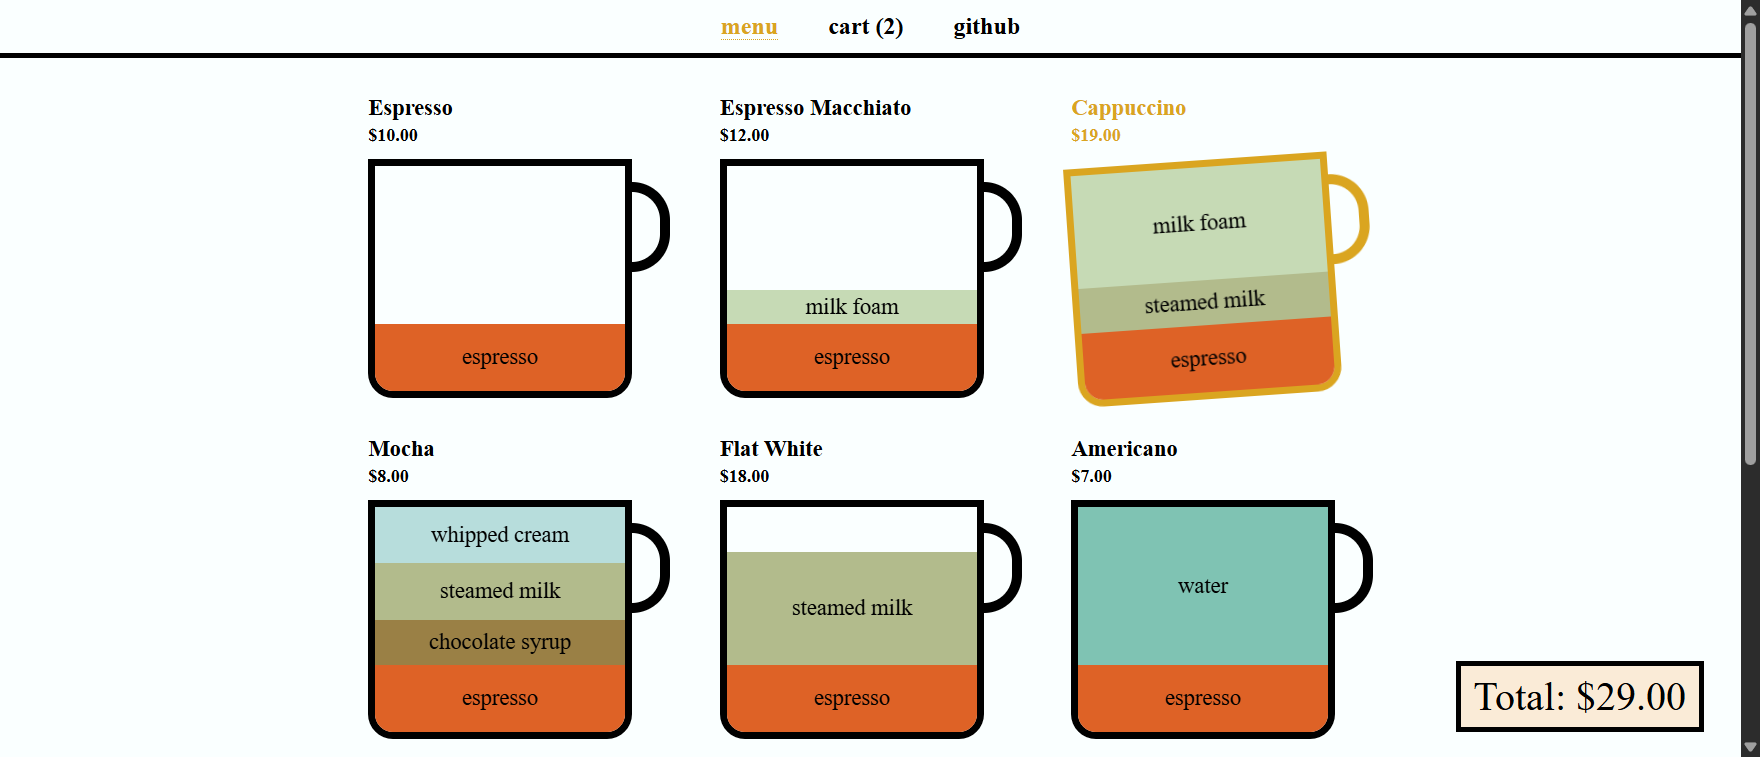 menu cart (2) github
Espresso
$10.00
espresso
Espresso Macchiato
$12.00
milk foam
espresso
Cappuccino
$19.00
milk foam
steamed milk
espresso
Mocha
$8.00
whipped cream
steamed milk
chocolate syrup
espresso
Flat White
$18.00
steamed milk
espresso
Americano
$7.00
water
espresso
Total: $29.00